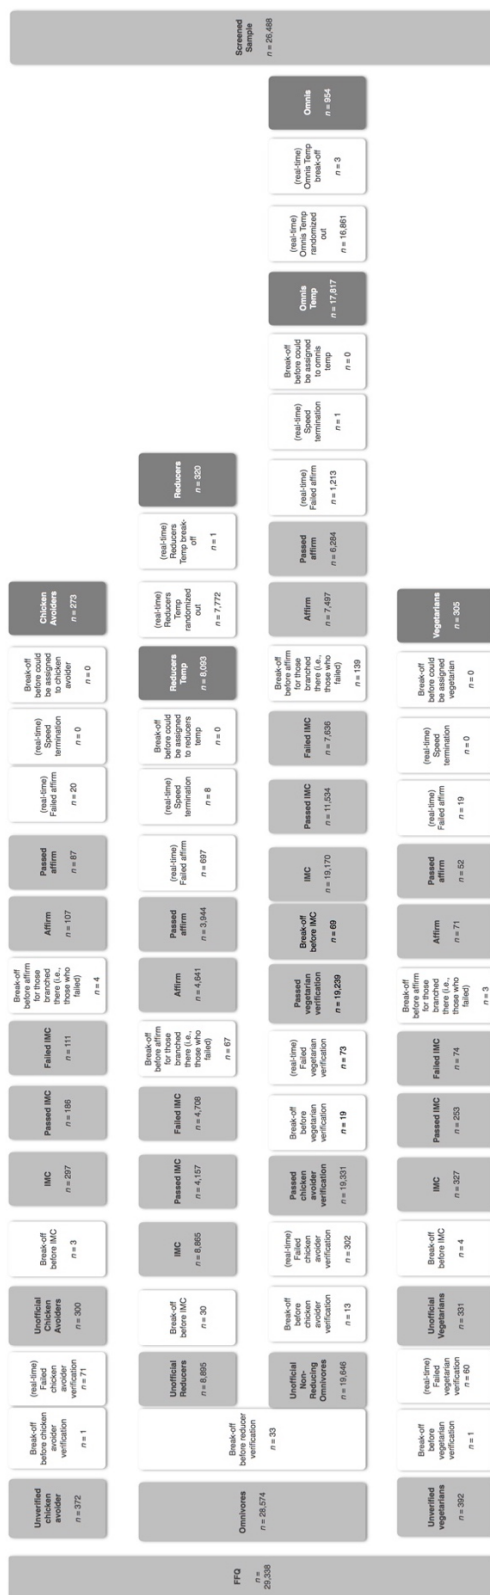 FFQ
n =
29,338
Unverified
chicken
avoider
n = 372
Break-off
before chicken
avoider
verification
n = 1
(real-time)
Failed
chicken
avoider
verification
n = 71
Unofficial
Chicken
Avoiders
n = 300
Break-off
before IMC
n = 3
IMC
n = 297
Passed IMC
n = 186
Failed IMC
n = 111
Break-off
before affirm
for those
branched
there (i.e.,
those who
failed)
n = 4
Affirm
n = 107
Passed
affirm
n = 87
(real-time)
Failed affirm
n = 20
(real-time)
Speed
termination
n = 0
Break-off
before could
be assigned
to chicken
avoider
n = 0
Chicken
Avoiders
n = 273
Omnivores
n = 28,574
Break-off
before reducer
verification
n = 33
Unofficial
Reducers
n = 8,895
Break-off
before IMC
n = 30
IMC
n = 8,865
Passed IMC
n = 4,157
Failed IMC
n = 4,708
Break-off
before affirm
for those
branched
there (i.e.,
those who
failed)
n = 67
Affirm
n = 4,641
Passed
affirm
n = 3,944
(real-time)
Failed affirm
n = 697
(real-time)
Speed
termination
n = 8
Break-off
before could
be assigned
to reducers
temp
n = 0
Reducers
Temp
n = 8,093
(real-time)
Reducers
Temp
randomized
out
n = 7,772
(real-time)
Reducers
Temp break-
off
n = 1
Reducers
n = 320
Unofficial
Non-
Reducing
Omnivores
n = 19,646
Break-off
before
chicken
avoider
verification
n = 13
(real-time)
Failed
chicken
avoider
verification
n = 302
Passed
chicken
avoider
verification
n = 19,331
Break-off
before
vegetarian
verification
n = 19
(real-time)
Failed
vegetarian
verification
n = 73
Passed
vegetarian
verification
n = 19,239
Break-off
before IMC
n = 69
IMC
n = 19,170
Passed IMC
n = 11,534
Failed IMC
n = 7,636
Break-off
before affirm
for those
branched
there (i.e.,
those who
failed)
n = 139
Affirm
n = 7,497
Passed
affirm
n = 6,284
(real-time)
Failed affirm
n = 1,213
(real-time)
Speed
termination
n = 1
Break-off
before could
be assigned
to omnis
temp
n = 0
Omnis
Temp
n = 17,817
(real-time)
Omnis Temp
randomized
out
n = 16,861
(real-time)
Omnis Temp
break-off
n = 3
Omnis
n = 954
Unverified
vegetarians
n = 392
Break-off
before
vegetarian
verification
n = 1
(real-time)
Failed
vegetarian
verification
n = 60
Unofficial
Vegetarians
n = 331
Break-off
before IMC
n = 4
IMC
n = 327
Passed IMC
n = 253
Failed IMC
n = 74
Break-off
before affirm
for those
branched
there (i.e.,
those who
failed)
n = 3
Affirm
n = 71
Passed
affirm
n = 52
(real-time)
Failed affirm
n = 19
(real-time)
Speed
termination
n = 0
Break-off
before could
be assigned
vegetarian
n = 0
Vegetarians
n = 305
Screened
Sample
n = 26,488